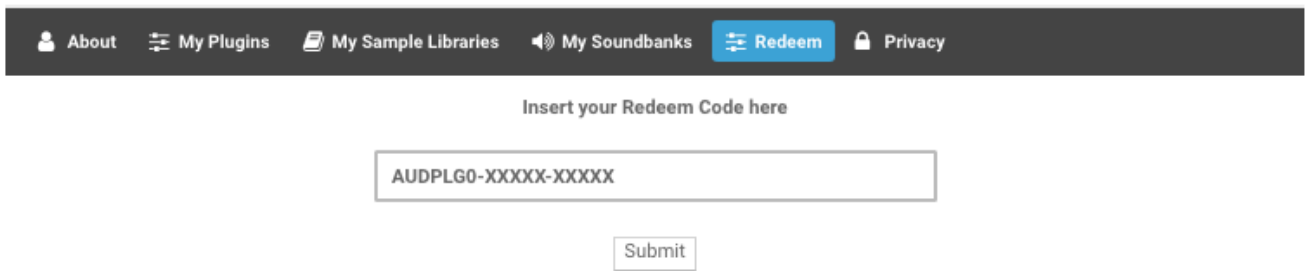 About My Plugins My Sample Libraries My Soundbanks Redeem Privacy
Insert your Redeem Code here
AUDPLG0-XXXXX-XXXXX
Submit